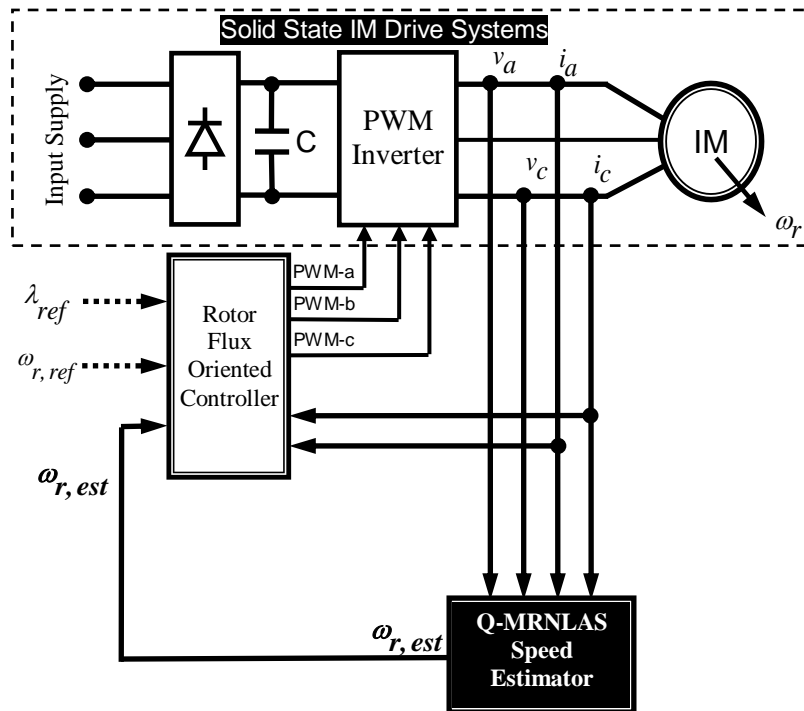 Solid State IM Drive Systems
Input Supply
C
PWM
Inverter
v_a
i_a
v_c
i_c
IM
ω_r
PWM-a
PWM-b
PWM-c
λ_ref
ω_r, ref
Rotor
Flux
Oriented
Controller
ω_r, est
ω_r, est
Q-MRNLAS
Speed
Estimator